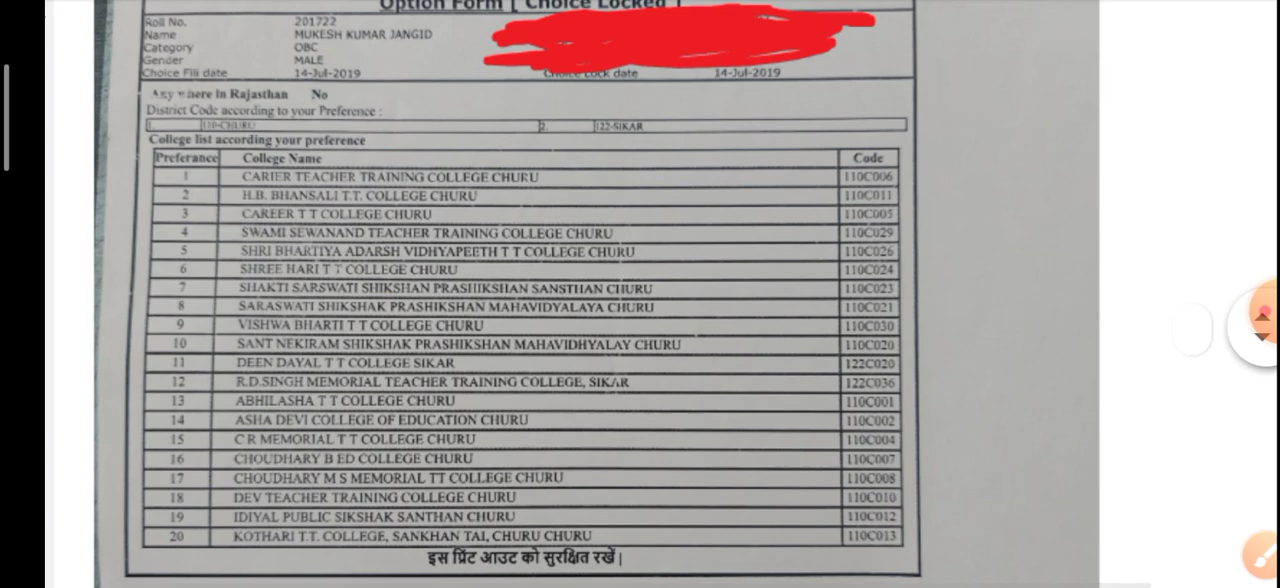 Option Form [ Choice Locked ]
Roll No. 201722
Name MUKESH KUMAR JANGID
Category OBC
Gender MALE
Choice Fill date 14-Jul-2019 Choice Lock date 14-Jul-2019
Any where in Rajasthan No
District Code according to your Preference :
1. 110-CHURU 2. 122-SIKAR
College list according your preference
Preferance College Name Code
1 CARIER TEACHER TRAINING COLLEGE CHURU 110C006
2 H.B. BHANSALI T.T. COLLEGE CHURU 110C011
3 CAREER T T COLLEGE CHURU 110C005
4 SWAMI SEWANAND TEACHER TRAINING COLLEGE CHURU 110C029
5 SHRI BHARTIYA ADARSH VIDHYAPEETH T T COLLEGE CHURU 110C026
6 SHREE HARI T T COLLEGE CHURU 110C024
7 SHAKTI SARSWATI SHIKSHAN PRASHIKSHAN SANSTHAN CHURU 110C023
8 SARASWATI SHIKSHAK PRASHIKSHAN MAHAVIDYALAYA CHURU 110C021
9 VISHWA BHARTI T T COLLEGE CHURU 110C030
10 SANT NEKIRAM SHIKSHAK PRASHIKSHAN MAHAVIDHYALAY CHURU 110C020
11 DEEN DAYAL T T COLLEGE SIKAR 122C020
12 R.D.SINGH MEMORIAL TEACHER TRAINING COLLEGE, SIKAR 122C036
13 ABHILASHA T T COLLEGE CHURU 110C001
14 ASHA DEVI COLLEGE OF EDUCATION CHURU 110C002
15 C R MEMORIAL T T COLLEGE CHURU 110C004
16 CHOUDHARY B ED COLLEGE CHURU 110C007
17 CHOUDHARY M S MEMORIAL TT COLLEGE CHURU 110C008
18 DEV TEACHER TRAINING COLLEGE CHURU 110C010
19 IDIYAL PUBLIC SIKSHAK SANTHAN CHURU 110C012
20 KOTHARI T.T. COLLEGE, SANKHAN TAL, CHURU CHURU 110C013
इस प्रिंट आउट को सुरक्षित रखें|